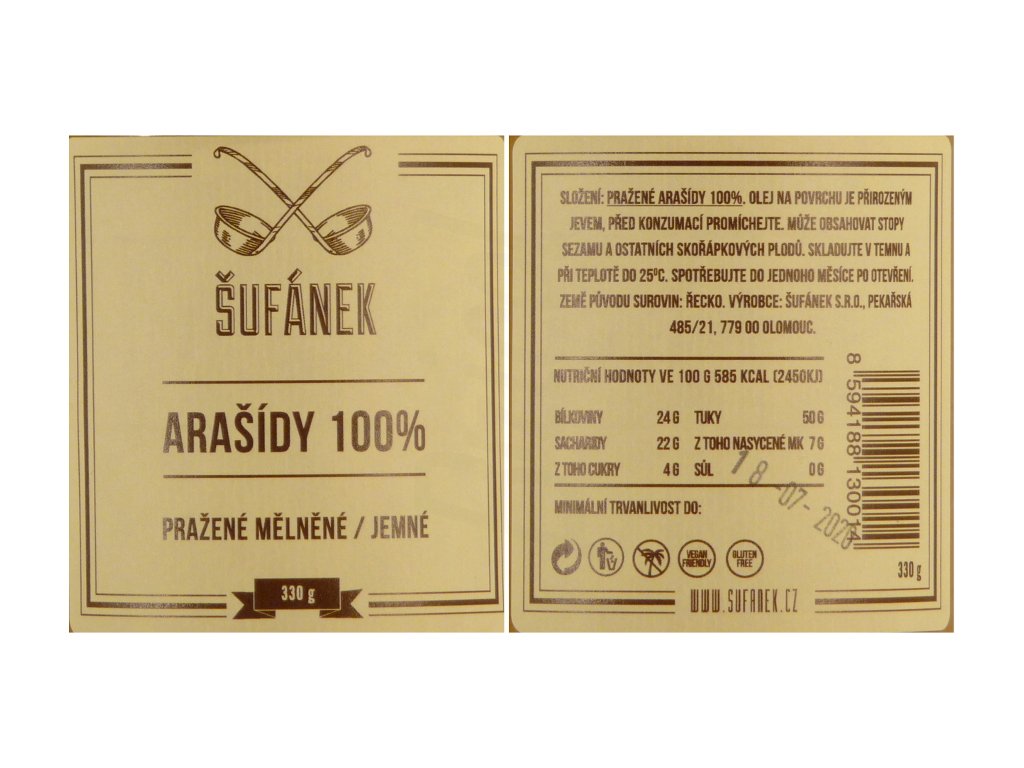 ŠUFÁNEK
ARAŠÍDY 100%
PRAŽENÉ MĚLNĚNÉ / JEMNÉ
330 g
SLOŽENÍ: PRAŽENÉ ARAŠÍDY 100%. OLEJ NA POVRCHU JE PŘIROZENÝM
JEVEM, PŘED KONZUMACÍ PROMÍCHEJTE. MŮŽE OBSAHOVAT STOPY
SEZAMU A OSTATNÍCH SKOŘÁPKOVÝCH PLODŮ. SKLADUJTE V TEMNU A
PŘI TEPLOTĚ DO 25°C. SPOTŘEBUJTE DO JEDNOHO MĚSÍCE PO OTEVŘENÍ.
ZEMĚ PŮVODU SUROVIN: ŘECKO. VÝROBCE: ŠUFÁNEK S.R.O., PEKAŘSKÁ
485/21, 779 00 OLOMOUC.
NUTRIČNÍ HODNOTY VE 100 G 585 KCAL (2450KJ)
BÍLKOVINY 24 G TUKY 50 G
SACHARIDY 22 G Z TOHO NASYCENÉ MK 7 G
Z TOHO CUKRY 4 G SŮL 0 G
MINIMÁLNÍ TRVANLIVOST DO:
18-07-2020
VEGAN
FRIENDLY
GLUTEN
FREE
8 594188 130014
330 g
WWW.SUFANEK.CZ